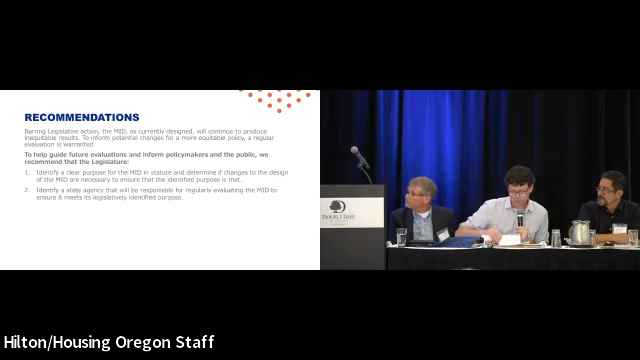 RECOMMENDATIONS
Barring Legislative action, the MID, as currently designed, will continue to produce
inequitable results. To inform potential changes for a more equitable policy, a regular
evaluation is warranted.
To help guide future evaluations and inform policymakers and the public, we
recommend that the Legislature:
1. Identify a clear purpose for the MID in statute and determine if changes to the design
of the MID are necessary to ensure that the identified purpose is met.
2. Identify a state agency that will be responsible for regularly evaluating the MID to
ensure it meets its legislatively identified purpose.
DOUBLETREE
Hilton/Housing Oregon Staff